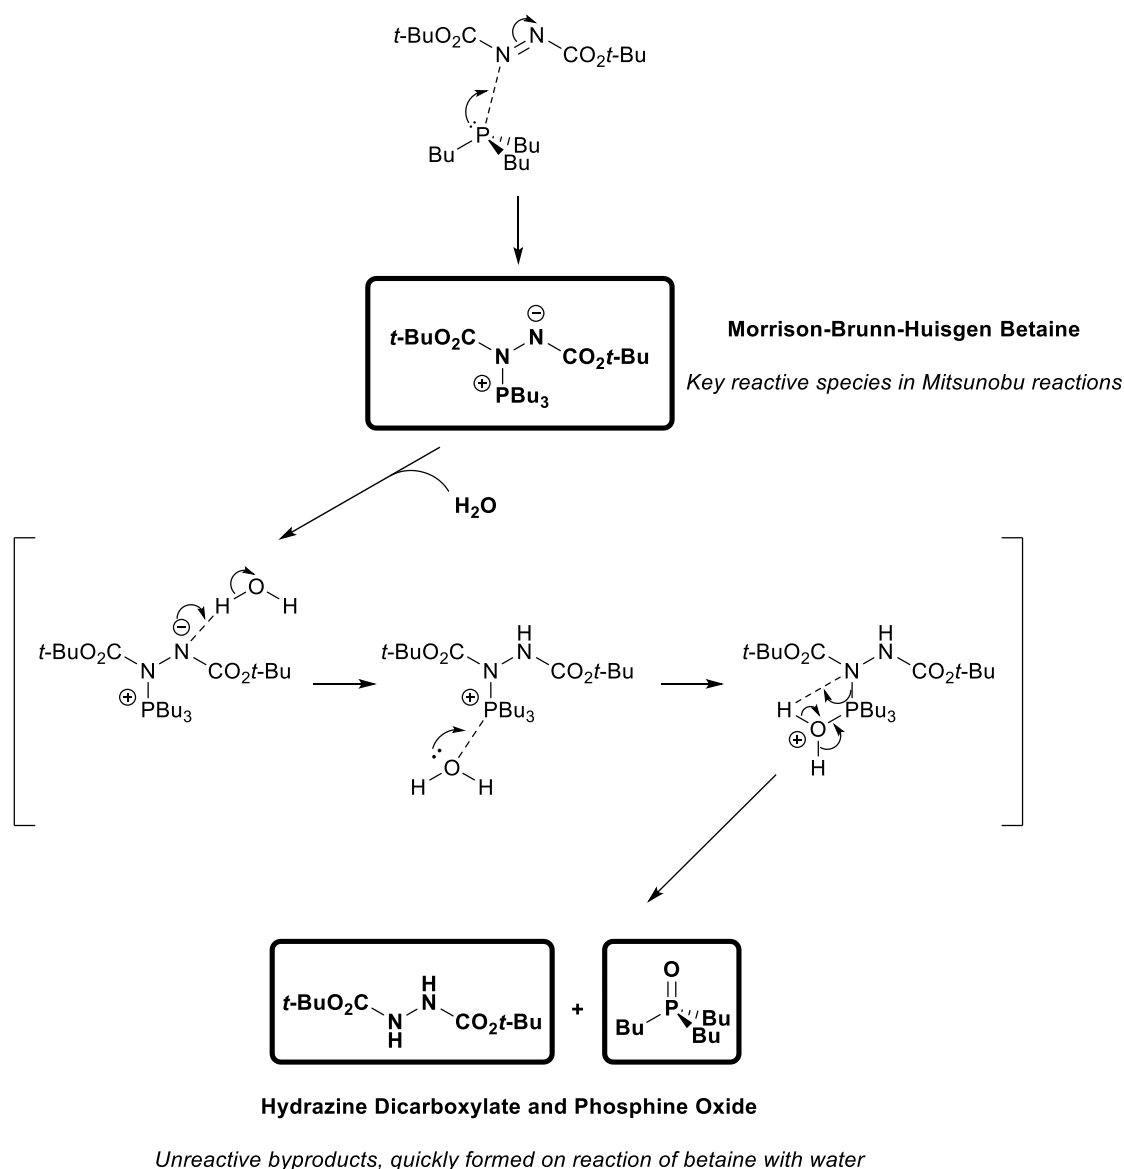 t-BuO2C N N CO2t-Bu
P
Bu Bu Bu
t-BuO2C N N ⊖ CO2t-Bu
⊕ PBu3
Morrison-Brunn-Huisgen Betaine
Key reactive species in Mitsunobu reactions
H2O
H O H
t-BuO2C N N ⊖ CO2t-Bu
⊕ PBu3
t-BuO2C N N H CO2t-Bu
⊕ PBu3
H O H
t-BuO2C N N H CO2t-Bu
H PBu3
⊕ O
H
t-BuO2C N H N H CO2t-Bu
+
O
P
Bu Bu Bu
Hydrazine Dicarboxylate and Phosphine Oxide
Unreactive byproducts, quickly formed on reaction of betaine with water